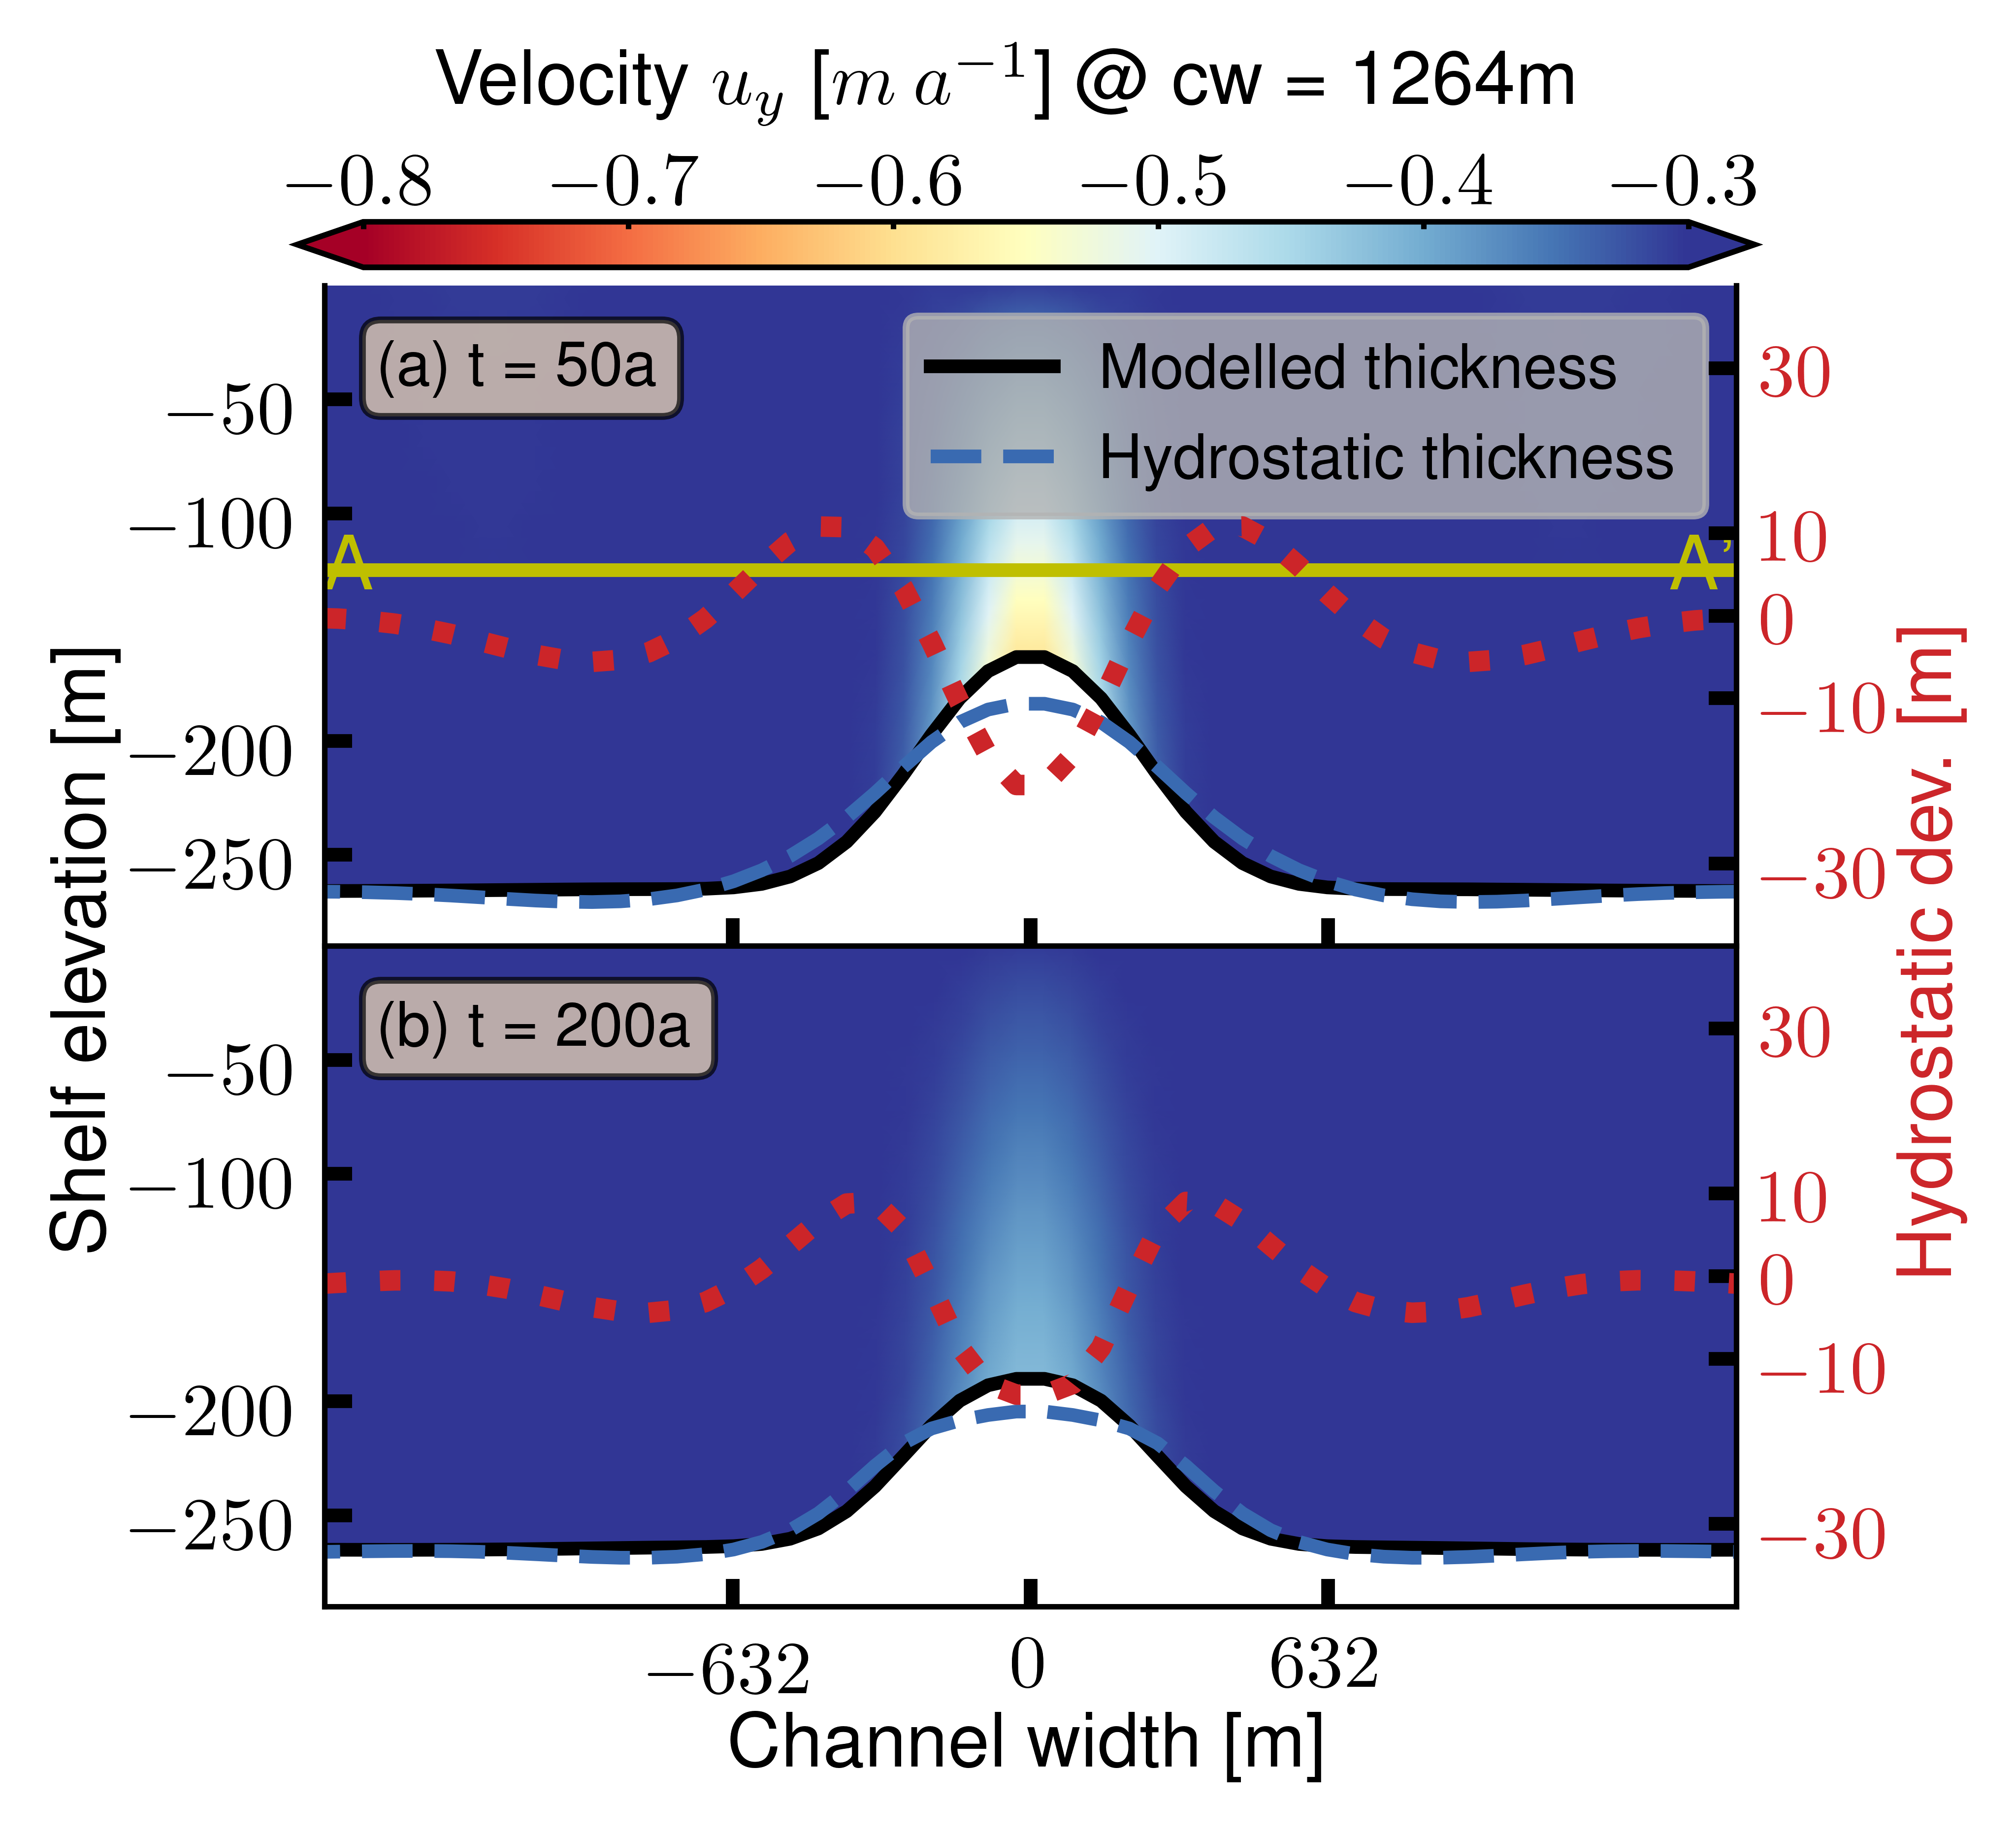 Velocity $u_y$ [$m\ a^{-1}$] @ cw = 1264m
−0.8 −0.7 −0.6 −0.5 −0.4 −0.3
(a) t = 50a
Modelled thickness
Hydrostatic thickness
A A’
−50
−100
−200
−250
30
10
0
−10
−30
Shelf elevation [m]
Hydrostatic dev. [m]
(b) t = 200a
−50
−100
−200
−250
30
10
0
−10
−30
−632 0 632
Channel width [m]